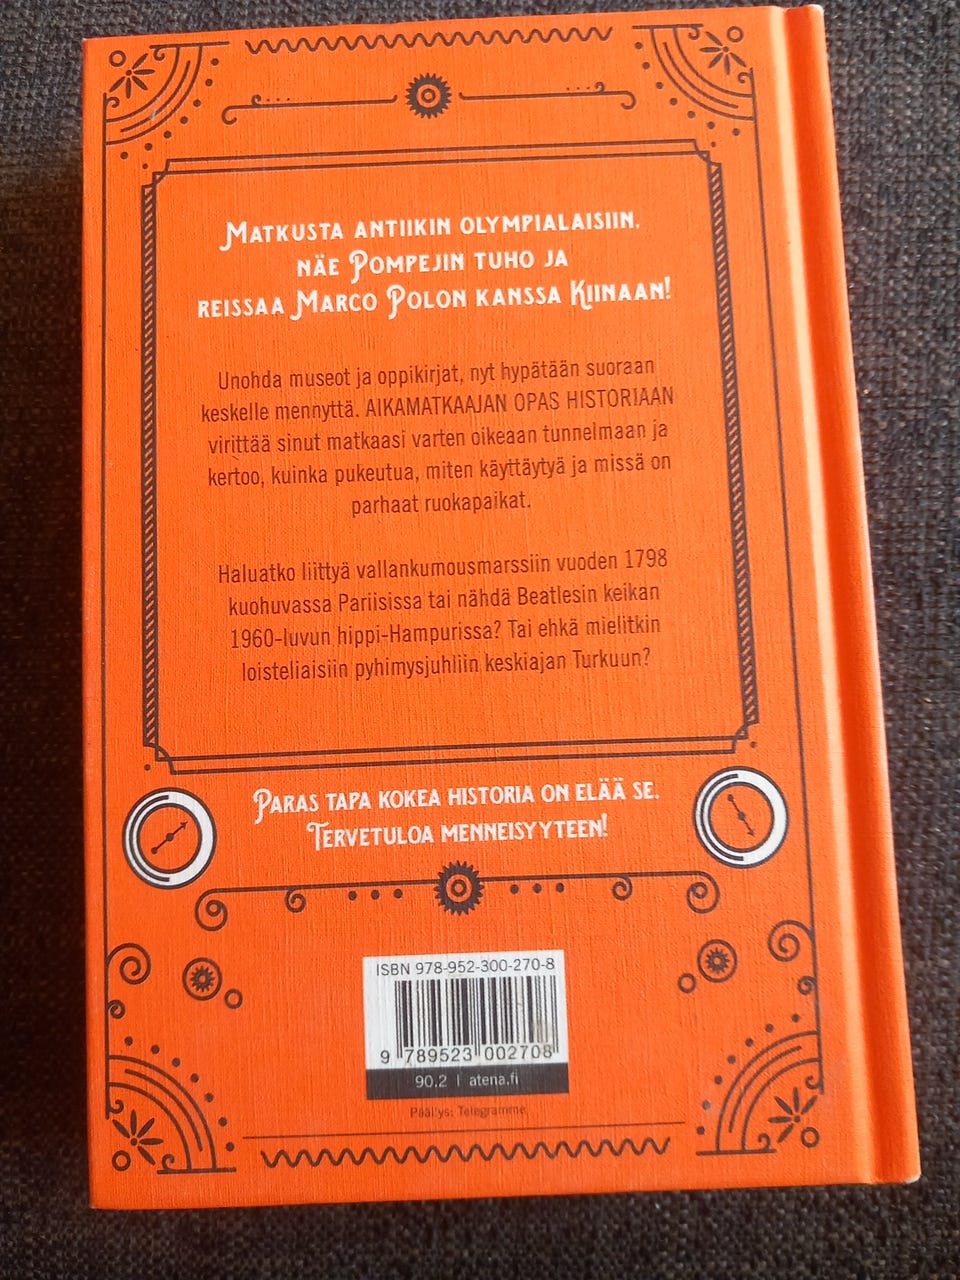 Matkusta antiikin olympialaisiin,
näe Pompejin tuho ja
reissaa Marco Polon kanssa Kiinaan!
Unohda museot ja oppikirjat, nyt hypätään suoraan
keskelle mennyttä. AIKAMATKAAJAN OPAS HISTORIAAN
virittää sinut matkaasi varten oikeaan tunnelmaan ja
kertoo, kuinka pukeutua, miten käyttäytyä ja missä on
parhaat ruokapaikat.
Haluatko liittyä vallankumousmarssiin vuoden 1798
kuohuvassa Pariisissa tai nähdä Beatlesin keikan
1960-luvun hippi-Hampurissa? Tai ehkä mielitkin
loisteliaisiin pyhimysjuhliin keskiajan Turkuun?
Paras tapa kokea historia on elää se.
Tervetuloa menneisyyteen!
ISBN 978-952-300-270-8
9 789523 002708
90.2 | atena.fi
Päällys: Telegramme